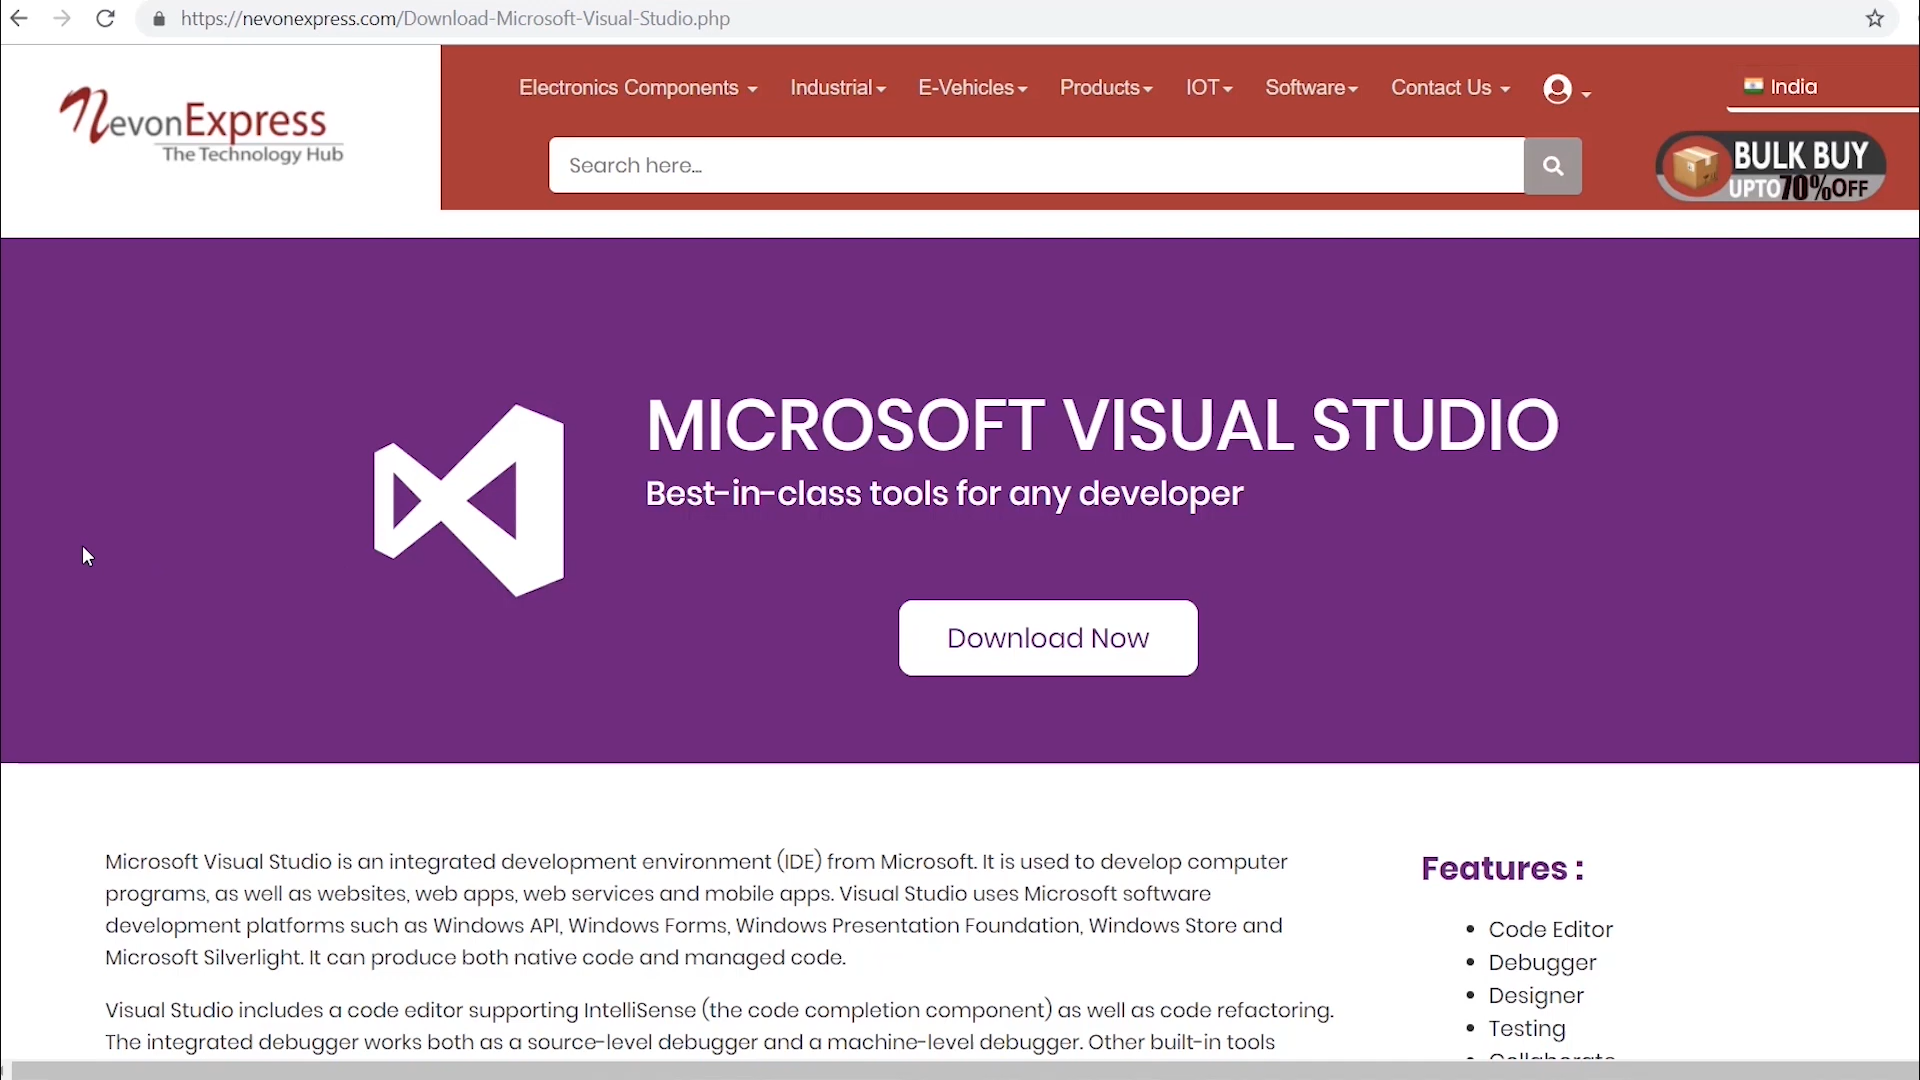 https://nevonexpress.com/Download-Microsoft-Visual-Studio.php
NevonExpress
The Technology Hub
Electronics Components Industrial E-Vehicles Products IOT Software Contact Us
India
Search here...
BULK BUY
UPTO 70% OFF
MICROSOFT VISUAL STUDIO
Best-in-class tools for any developer
Download Now
Microsoft Visual Studio is an integrated development environment (IDE) from Microsoft. It is used to develop computer
programs, as well as websites, web apps, web services and mobile apps. Visual Studio uses Microsoft software
development platforms such as Windows API, Windows Forms, Windows Presentation Foundation, Windows Store and
Microsoft Silverlight. It can produce both native code and managed code.
Visual Studio includes a code editor supporting IntelliSense (the code completion component) as well as code refactoring.
The integrated debugger works both as a source-level debugger and a machine-level debugger. Other built-in tools
Features :
Code Editor
Debugger
Designer
Testing